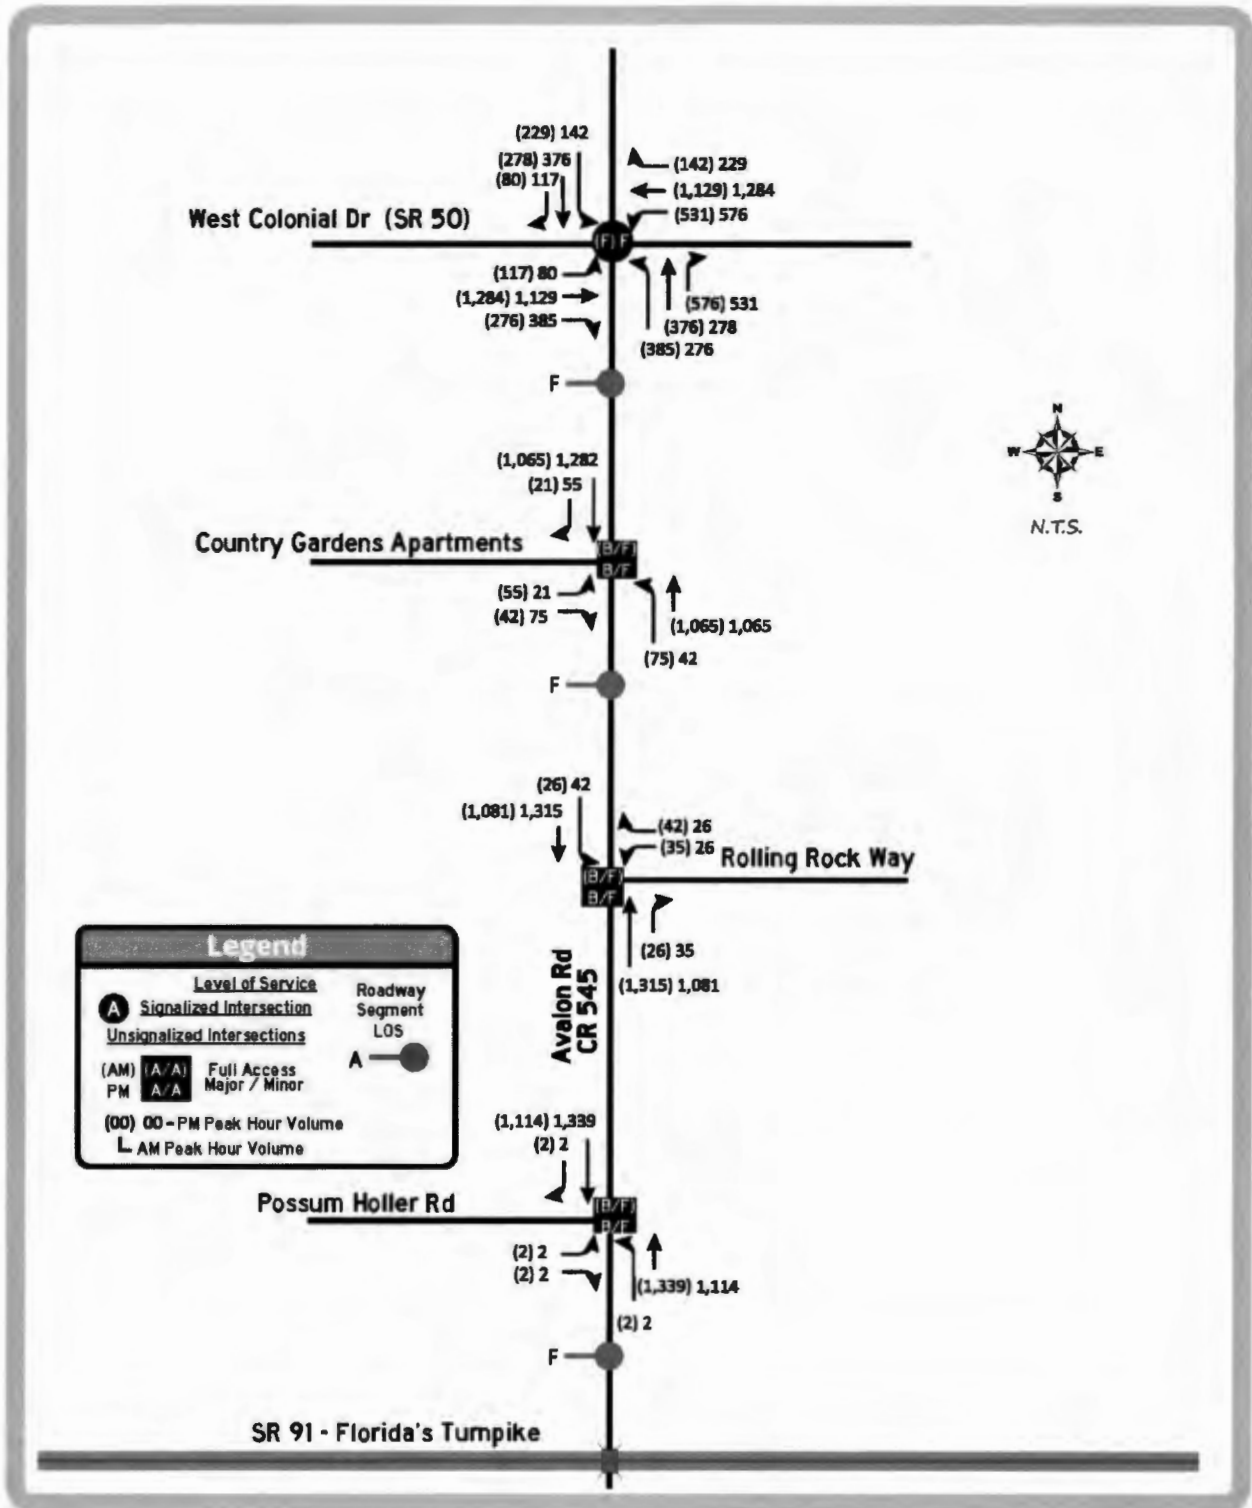 (229) 142
(278) 376
(80) 117
(142) 229
(1,129) 1,284
(531) 576
West Colonial Dr (SR 50)
(F) F
(117) 80
(1,284) 1,129
(276) 385
(576) 531
(376) 278
(385) 276
F
N
W E
S
N.T.S.
(1,065) 1,282
(21) 55
Country Gardens Apartments
(B/F)
B/F
(55) 21
(42) 75
(1,065) 1,065
(75) 42
F
(26) 42
(1,081) 1,315
(42) 26
(35) 26
Rolling Rock Way
(B/F)
B/F
(26) 35
(1,315) 1,081
Avalon Rd
CR 545
Legend
Level of Service
A Signalized Intersection
Unsignalized Intersections
(AM) (A/A) Full Access
PM A/A Major / Minor
Roadway
Segment
LOS
A
(00) 00 - PM Peak Hour Volume
AM Peak Hour Volume
(1,114) 1,339
(2) 2
Possum Holler Rd
(B/F)
B/F
(2) 2
(2) 2
(1,339) 1,114
(2) 2
F
SR 91 - Florida's Turnpike